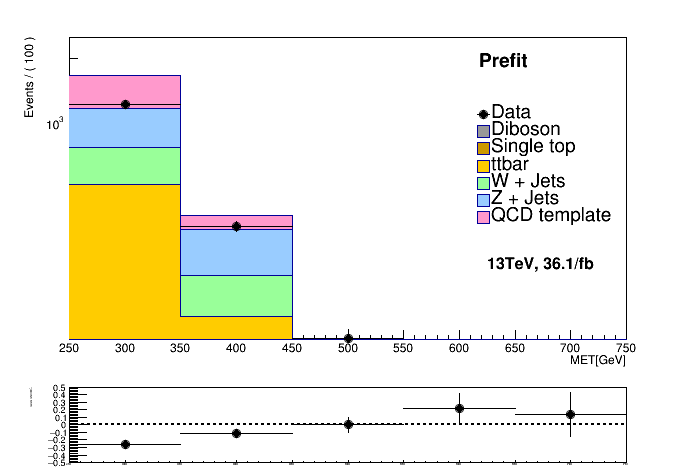 Prefit
Events / ( 100 )
10³
Data
Diboson
Single top
ttbar
W + Jets
Z + Jets
QCD template
13TeV, 36.1/fb
250 300 350 400 450 500 550 600 650 700 750
MET[GeV]
0.5
0.4
0.3
0.2
0.1
0
−0.1
−0.2
−0.3
−0.4
−0.5